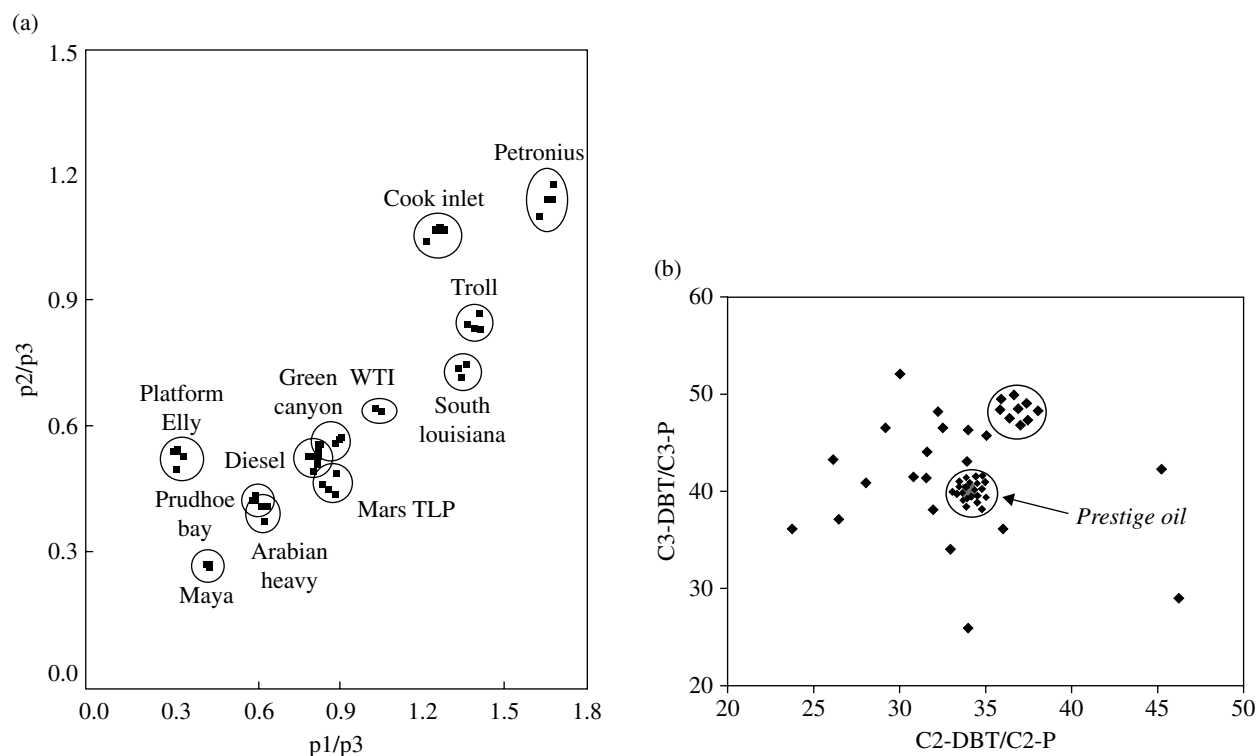 (a)
1.5
1.2
0.9
0.6
0.3
0.0
p2/p3
Petronius
Cook inlet
Troll
Green
canyon
WTI
South
louisiana
Platform
Elly
Diesel
Mars TLP
Prudhoe
bay
Arabian
heavy
Maya
0.0 0.3 0.6 0.9 1.2 1.5 1.8
p1/p3
(b)
60
50
40
30
20
C3-DBT/C3-P
Prestige oil
20 25 30 35 40 45 50
C2-DBT/C2-P